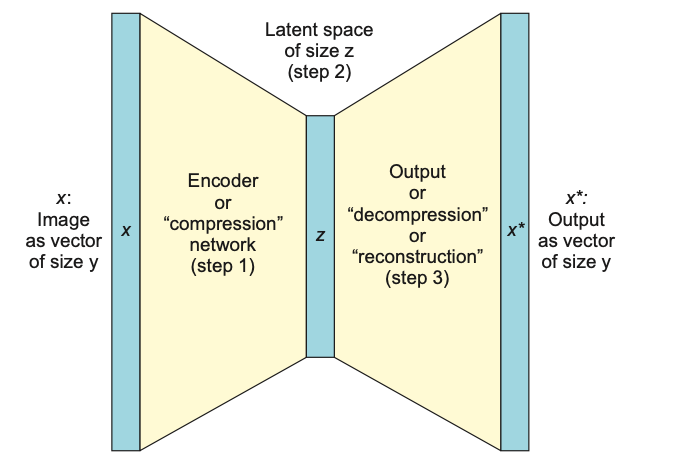 Latent space
of size z
(step 2)
x:
Image
as vector
of size y
x
Encoder
or
“compression”
network
(step 1)
z
Output
or
“decompression”
or
“reconstruction”
(step 3)
x*
x*:
Output
as vector
of size y